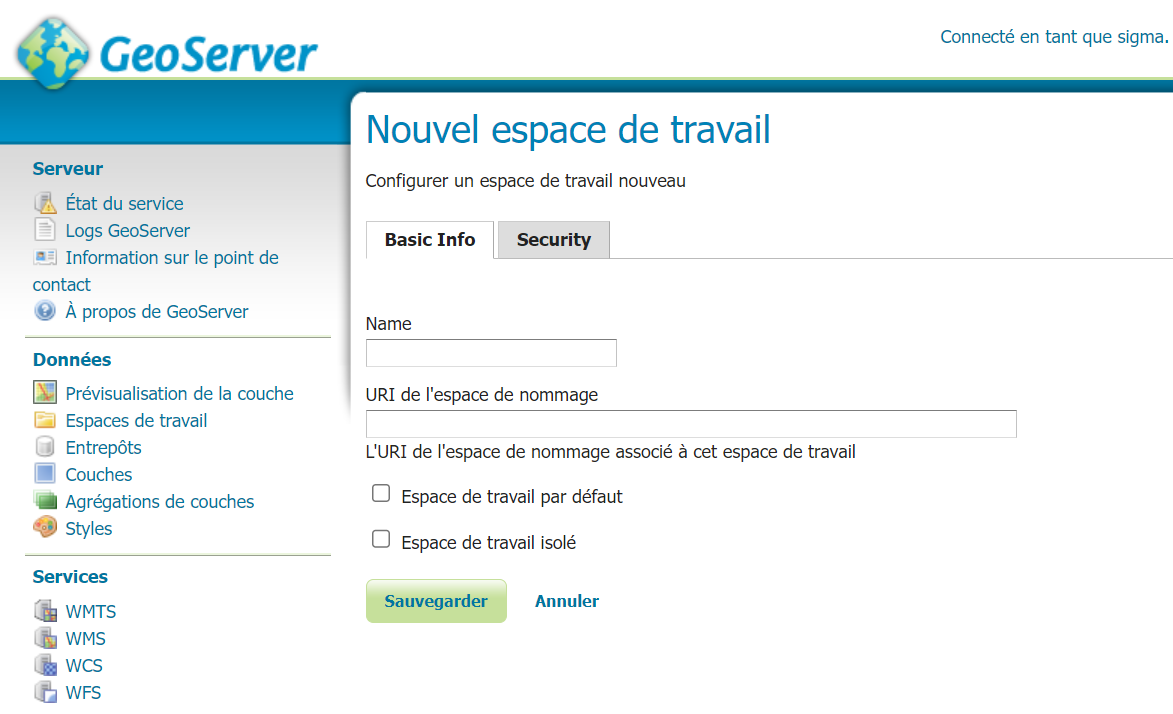 GeoServer
Connecté en tant que sigma.
Serveur
État du service
Logs GeoServer
Information sur le point de
contact
À propos de GeoServer
Données
Prévisualisation de la couche
Espaces de travail
Entrepôts
Couches
Agrégations de couches
Styles
Services
WMTS
WMS
WCS
WFS
Nouvel espace de travail
Configurer un espace de travail nouveau
Basic Info Security
Name
URI de l'espace de nommage
L'URI de l'espace de nommage associé à cet espace de travail
Espace de travail par défaut
Espace de travail isolé
Sauvegarder Annuler